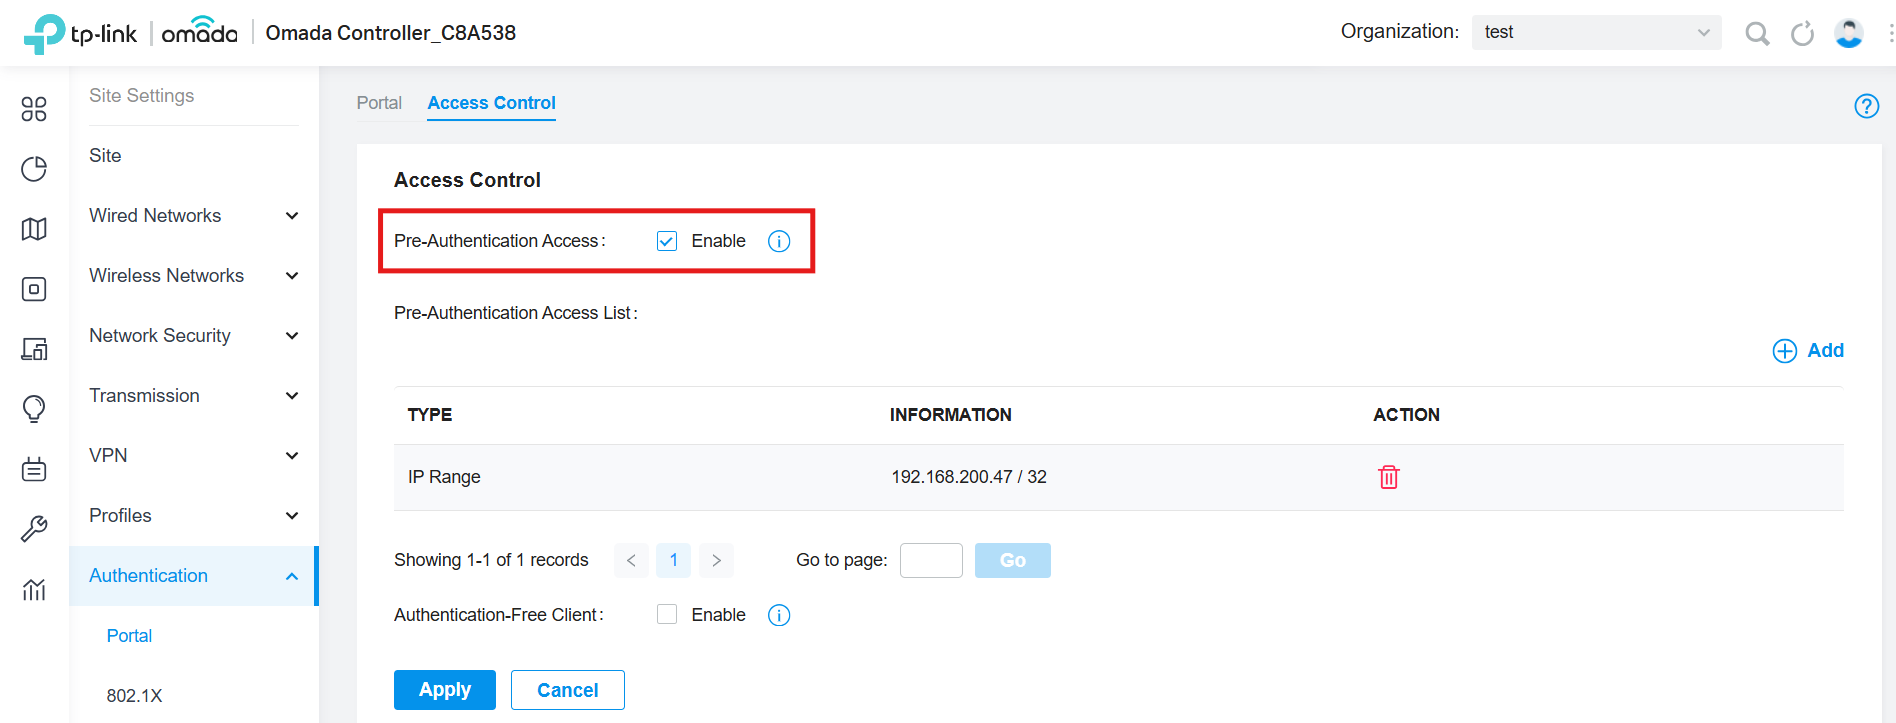 tp-link | omada | Omada Controller_C8A538
Organization: test
Site Settings
Site
Wired Networks
Wireless Networks
Network Security
Transmission
VPN
Profiles
Authentication
Portal
802.1X
Portal Access Control
Access Control
Pre-Authentication Access: Enable
Pre-Authentication Access List:
Add
TYPE INFORMATION ACTION
IP Range 192.168.200.47 / 32
Showing 1-1 of 1 records < 1 > Go to page: Go
Authentication-Free Client: Enable
Apply Cancel